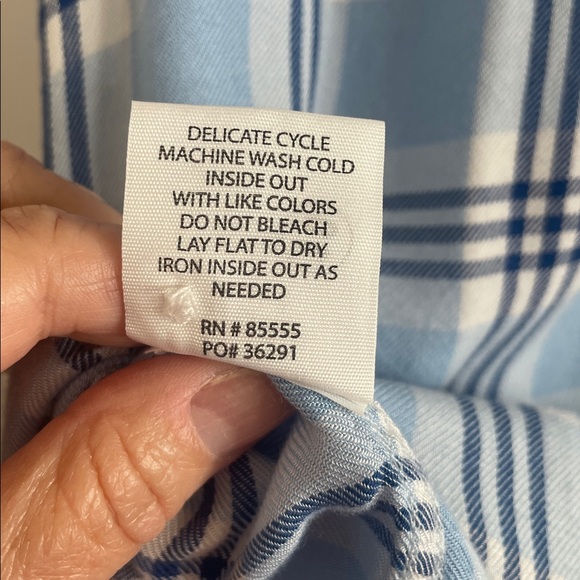 DELICATE CYCLE
MACHINE WASH COLD
INSIDE OUT
WITH LIKE COLORS
DO NOT BLEACH
LAY FLAT TO DRY
IRON INSIDE OUT AS
NEEDED
RN # 85555
PO# 36291